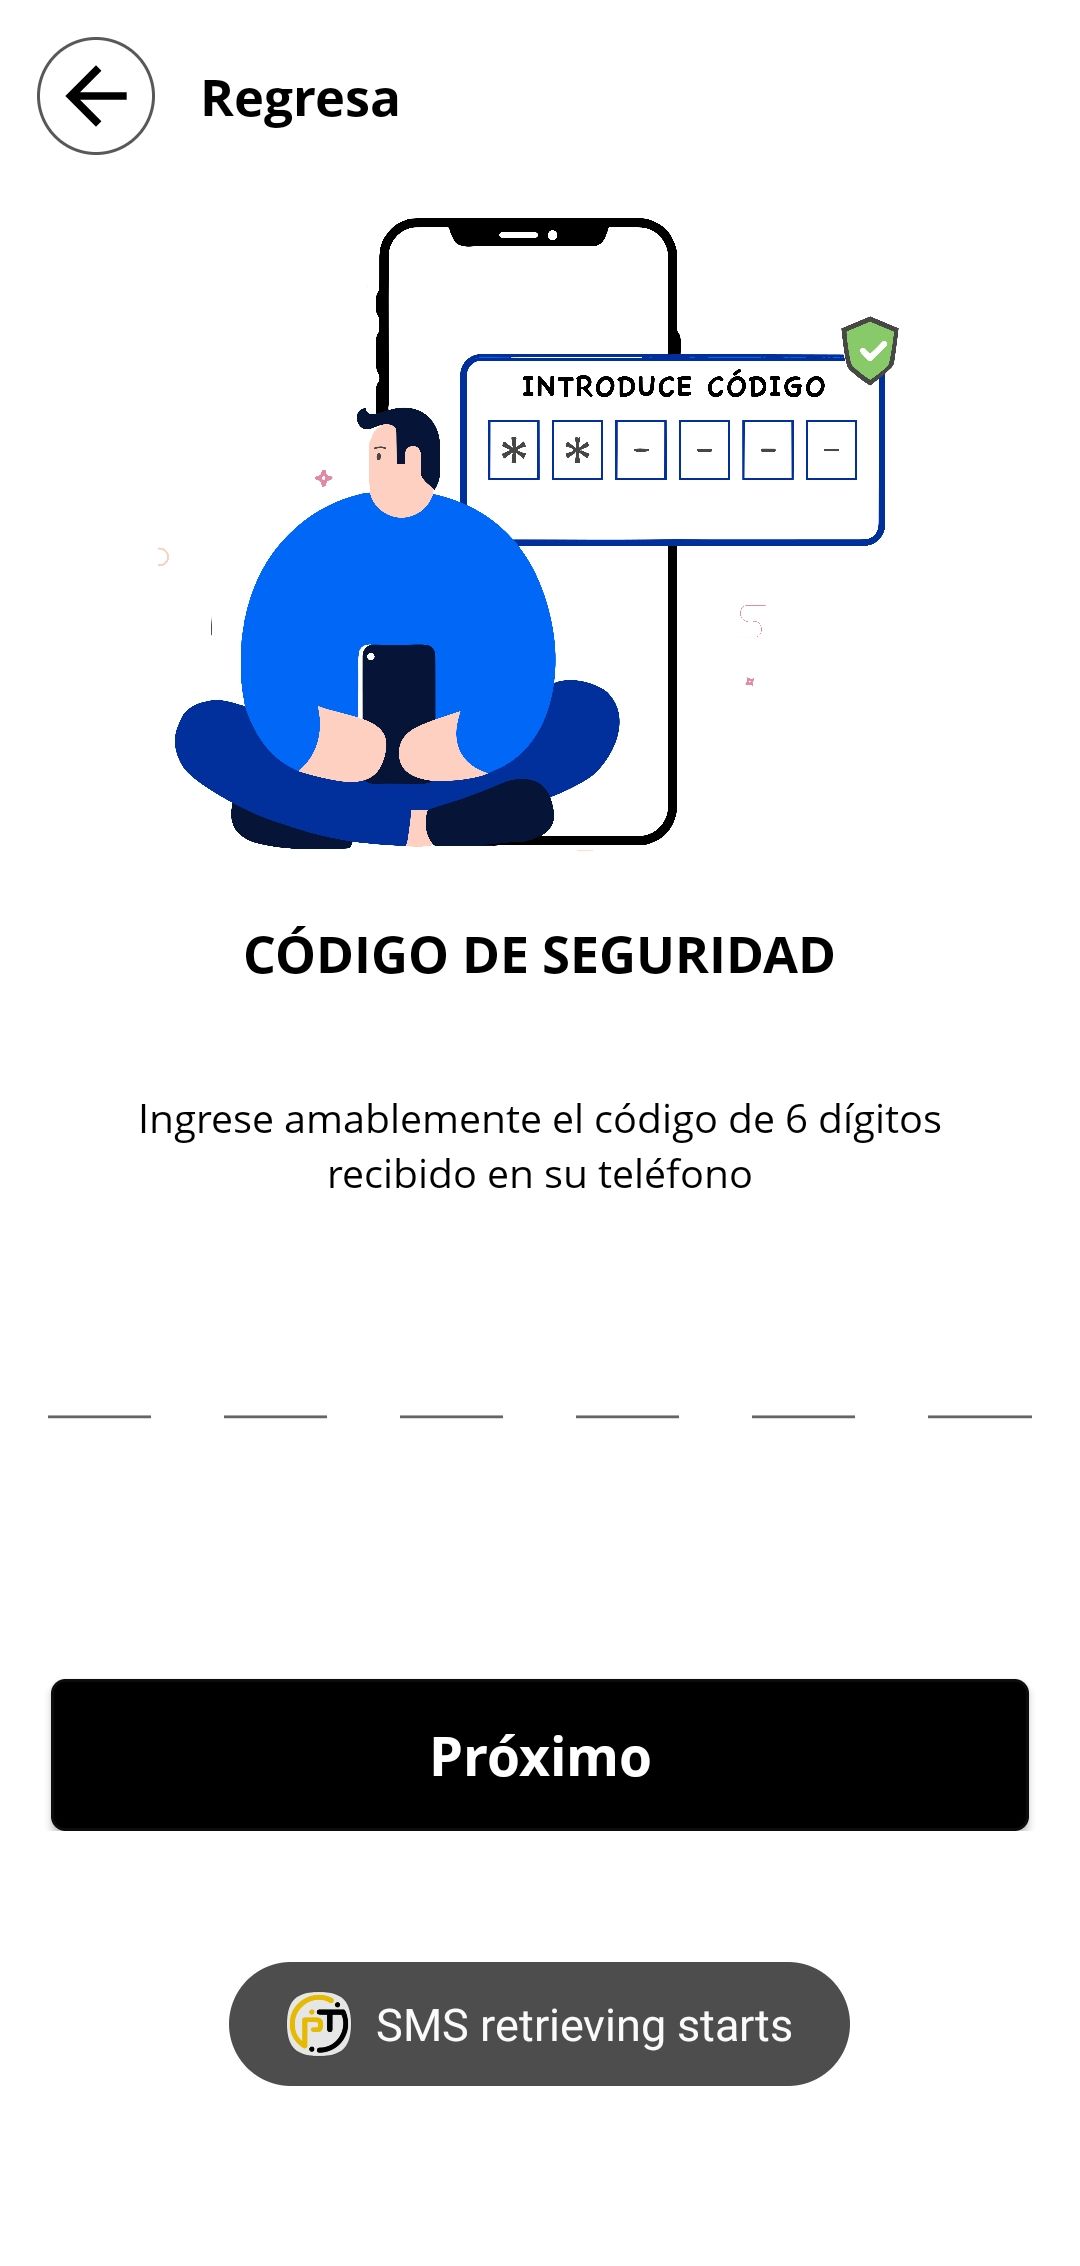 Regresa
INTRODUCE CÓDIGO
* * - - - -
CÓDIGO DE SEGURIDAD
Ingrese amablemente el código de 6 dígitos
recibido en su teléfono
Próximo
SMS retrieving starts